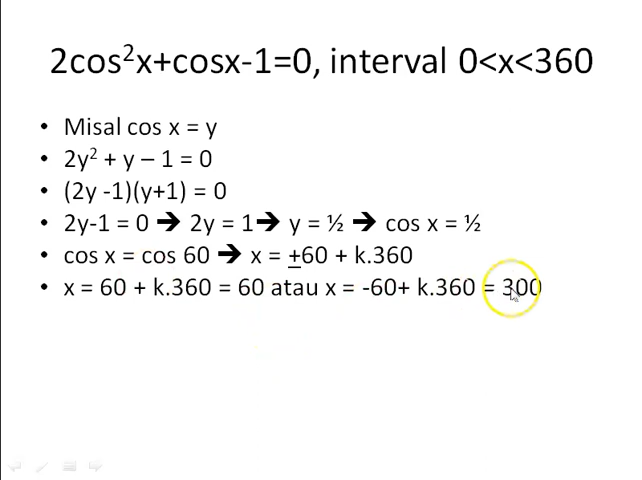 2cos²x+cosx-1=0, interval 0<x<360
• Misal cos x = y
• 2y² + y – 1 = 0
• (2y -1)(y+1) = 0
• 2y-1 = 0 → 2y = 1→ y = ½ → cos x = ½
• cos x = cos 60 → x = ±60 + k.360
• x = 60 + k.360 = 60 atau x = -60+ k.360 = 300